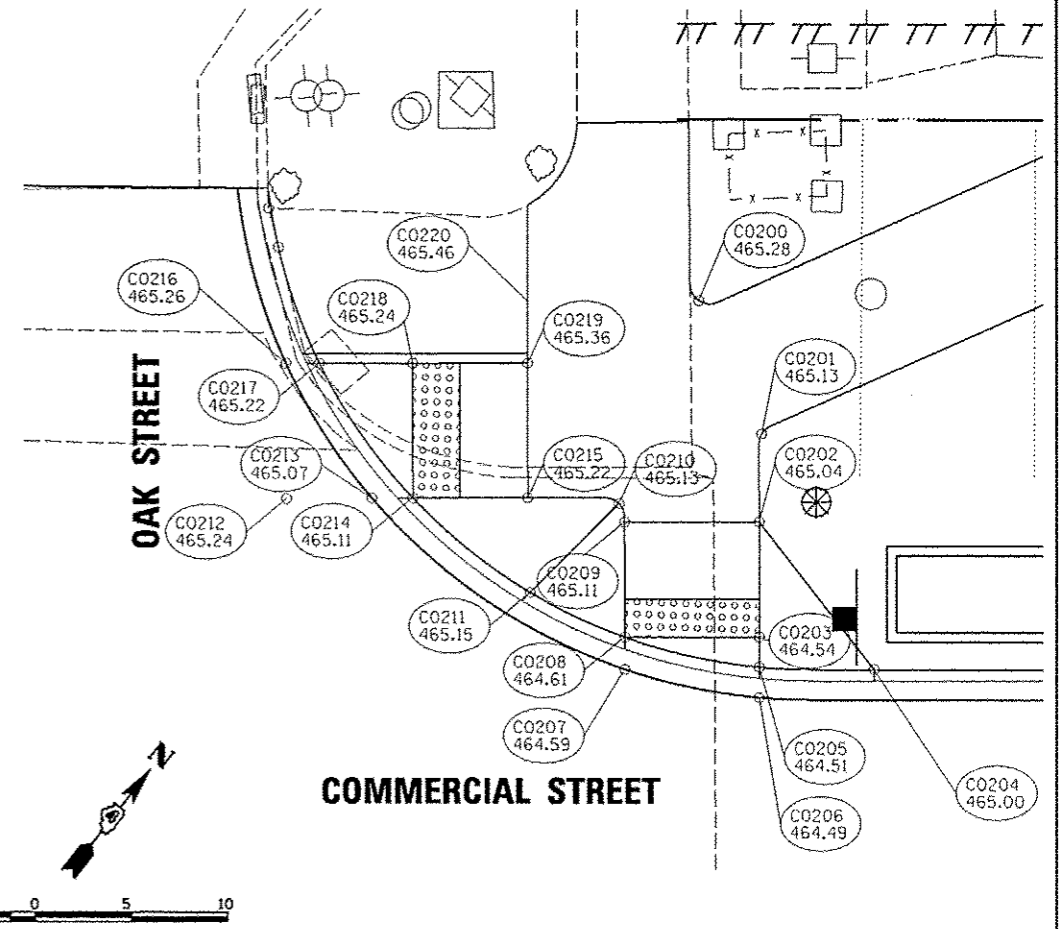 C0220
465.46
C0200
465.28
C0216
465.26
C0218
465.24
C0219
465.36
C0201
465.13
C0217
465.22
OAK STREET
C0213
465.07
C0215
465.22
C0210
465.13
C0202
465.04
C0212
465.24
C0214
465.11
C0209
465.11
C0211
465.15
C0203
464.54
C0208
464.61
C0207
464.59
C0205
464.51
C0204
465.00
C0206
464.49
COMMERCIAL STREET
N
0 5 10
x x
x x
x x